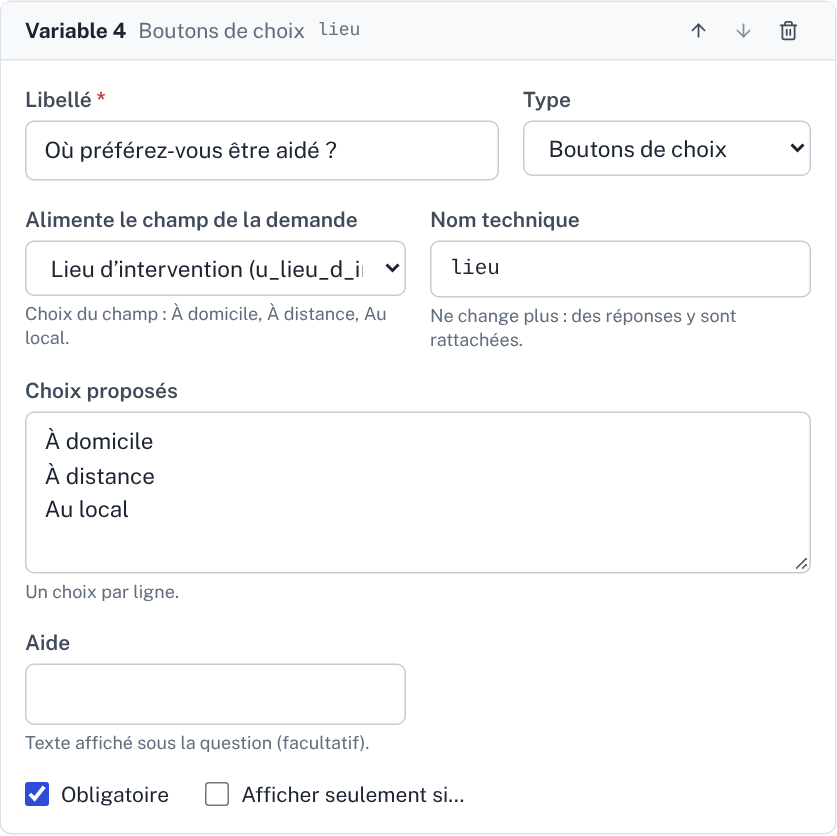 Variable 4 Boutons de choix lieu
Libellé *
Type
Où préférez-vous être aidé ?
Boutons de choix
Alimente le champ de la demande
Nom technique
Lieu d’intervention (u_lieu_d_i
lieu
Choix du champ : À domicile, À distance, Au
local.
Ne change plus : des réponses y sont
rattachées.
Choix proposés
À domicile
À distance
Au local
Un choix par ligne.
Aide
Texte affiché sous la question (facultatif).
Obligatoire
Afficher seulement si...